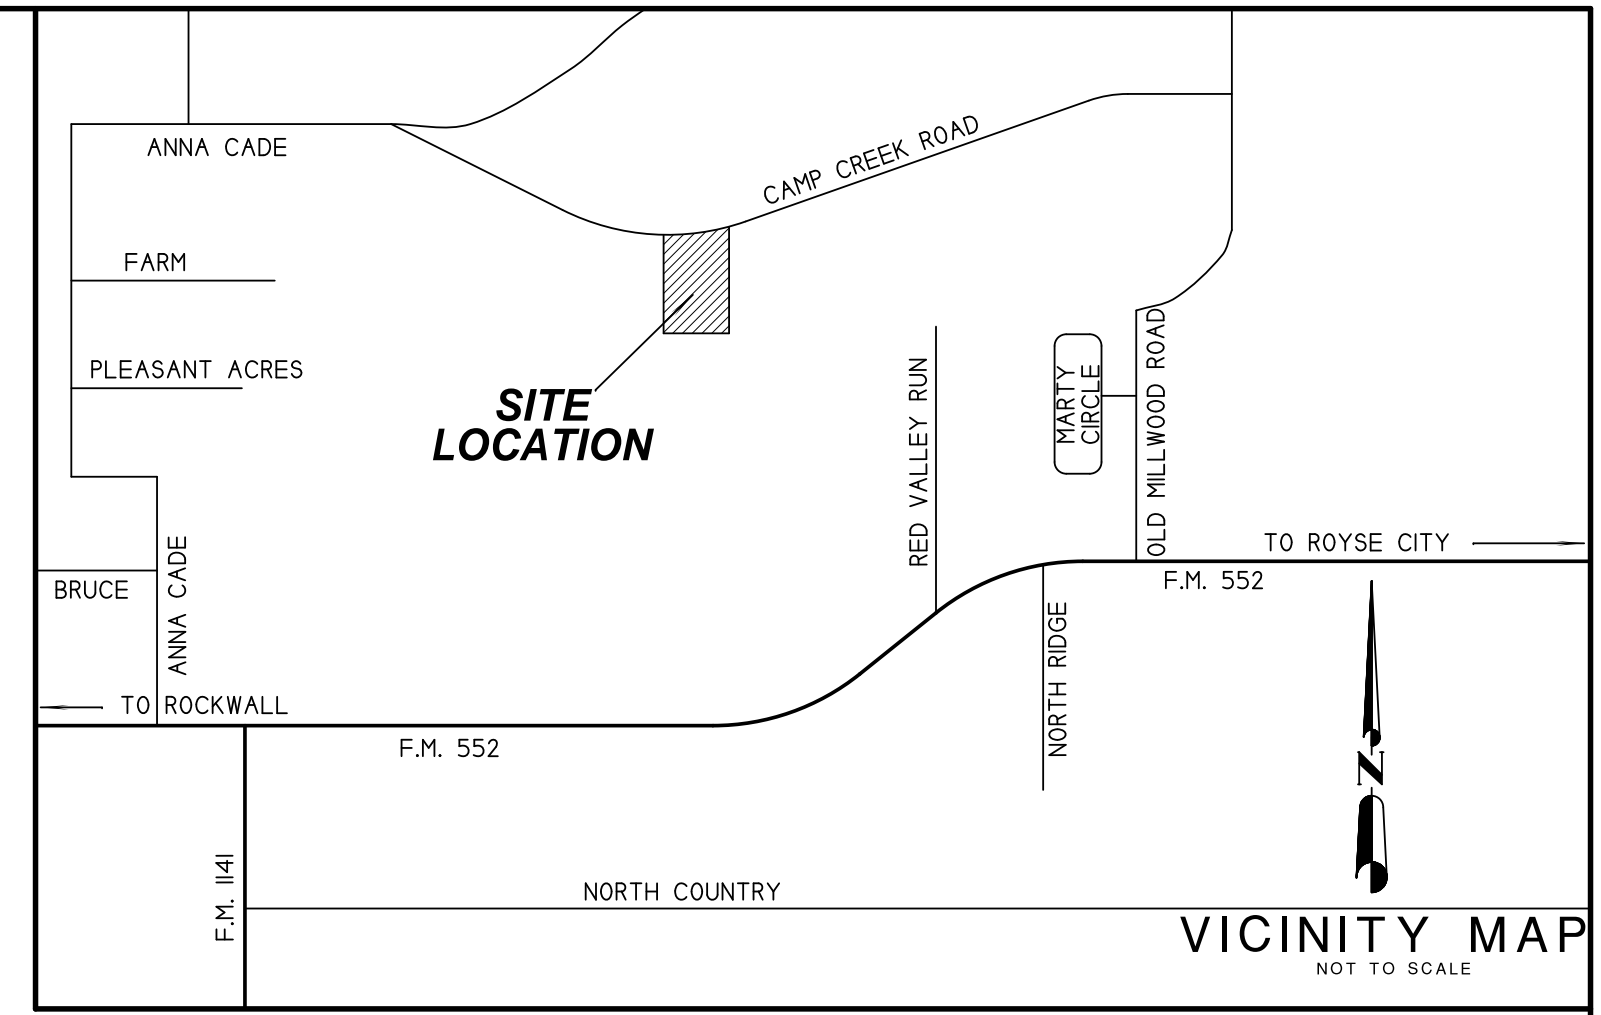 ANNA CADE
CAMP CREEK ROAD
FARM
PLEASANT ACRES
SITE
LOCATION
RED VALLEY RUN
MARTY
CIRCLE
OLD MILLWOOD ROAD
TO ROYSE CITY
F.M. 552
BRUCE
ANNA CADE
NORTH RIDGE
TO ROCKWALL
F.M. 552
N
F.M. 1141
NORTH COUNTRY
VICINITY MAP
NOT TO SCALE